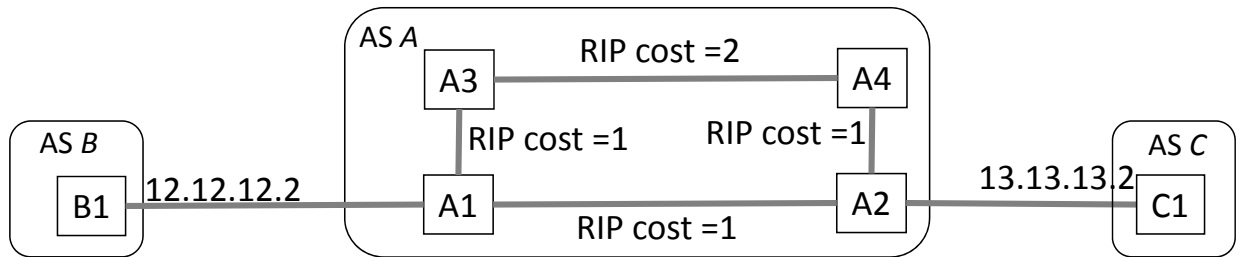 AS A
RIP cost =2
A3
A4
AS B
RIP cost =1
RIP cost =1
AS C
12.12.12.2
13.13.13.2
B1
A1
A2
C1
RIP cost =1